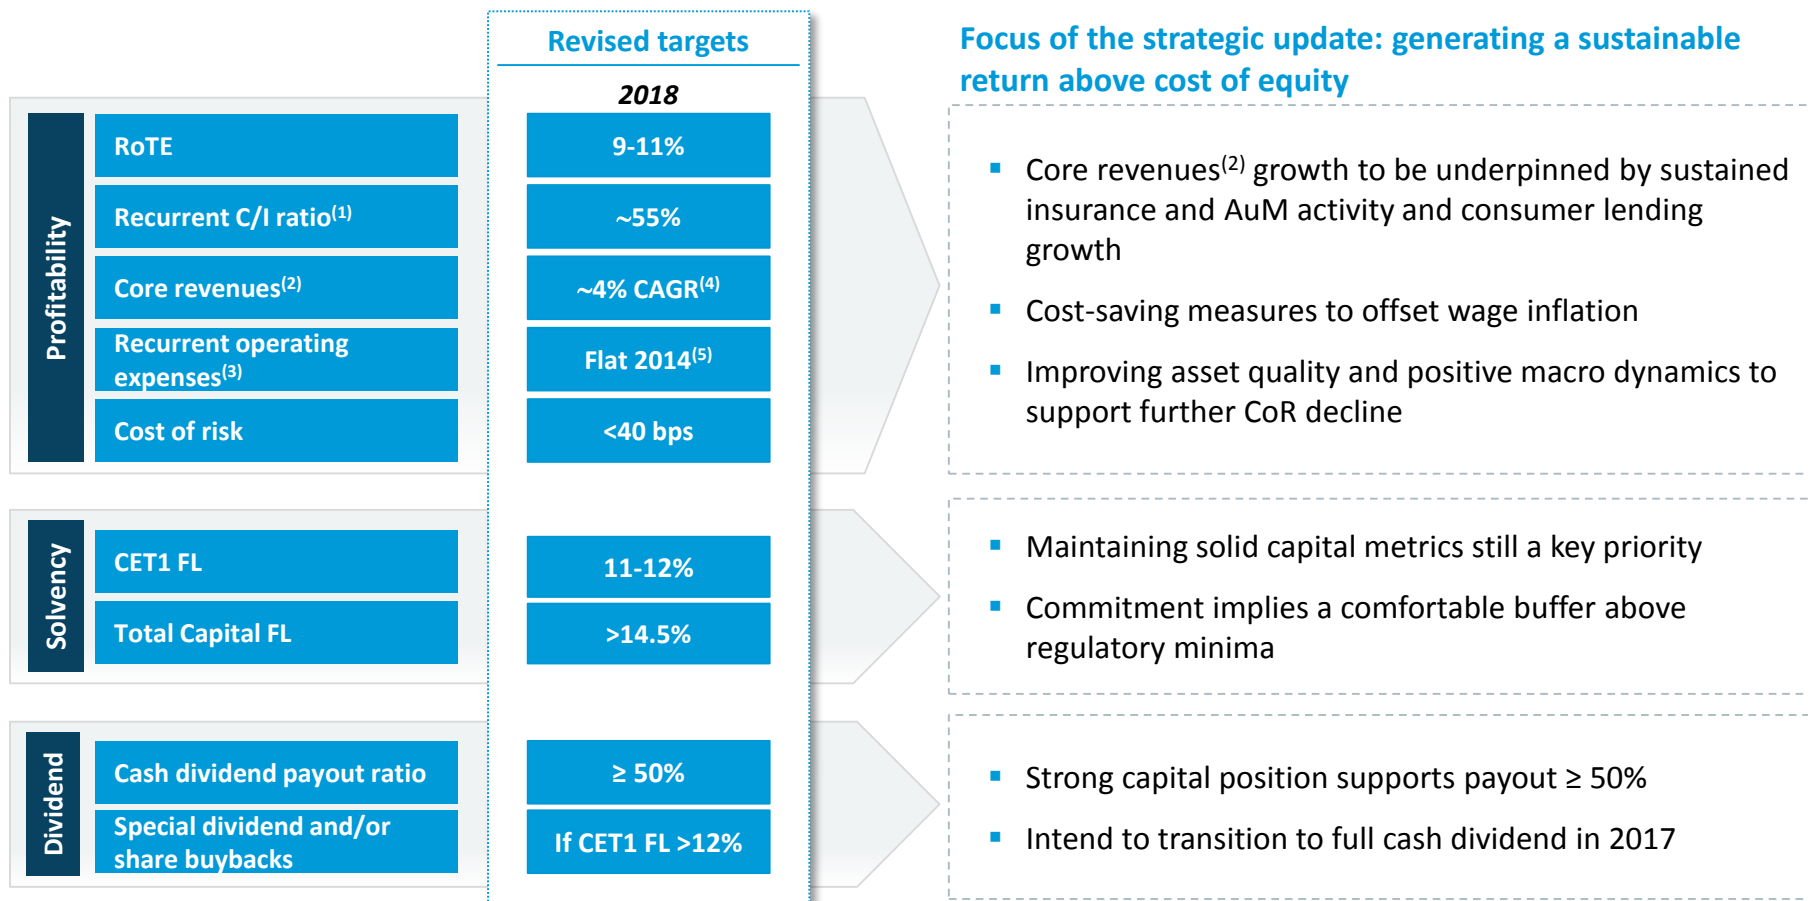 Revised targets
2018
Focus of the strategic update: generating a sustainable
return above cost of equity
Profitability
RoTE
9-11%
Recurrent C/I ratio(1)
~55%
Core revenues(2)
~4% CAGR(4)
Recurrent operating
expenses(3)
Flat 2014(5)
Cost of risk
<40 bps
▪ Core revenues(2) growth to be underpinned by sustained
insurance and AuM activity and consumer lending
growth
▪ Cost-saving measures to offset wage inflation
▪ Improving asset quality and positive macro dynamics to
support further CoR decline
Solvency
CET1 FL
11-12%
Total Capital FL
>14.5%
▪ Maintaining solid capital metrics still a key priority
▪ Commitment implies a comfortable buffer above
regulatory minima
Dividend
Cash dividend payout ratio
≥ 50%
Special dividend and/or
share buybacks
If CET1 FL >12%
▪ Strong capital position supports payout ≥ 50%
▪ Intend to transition to full cash dividend in 2017